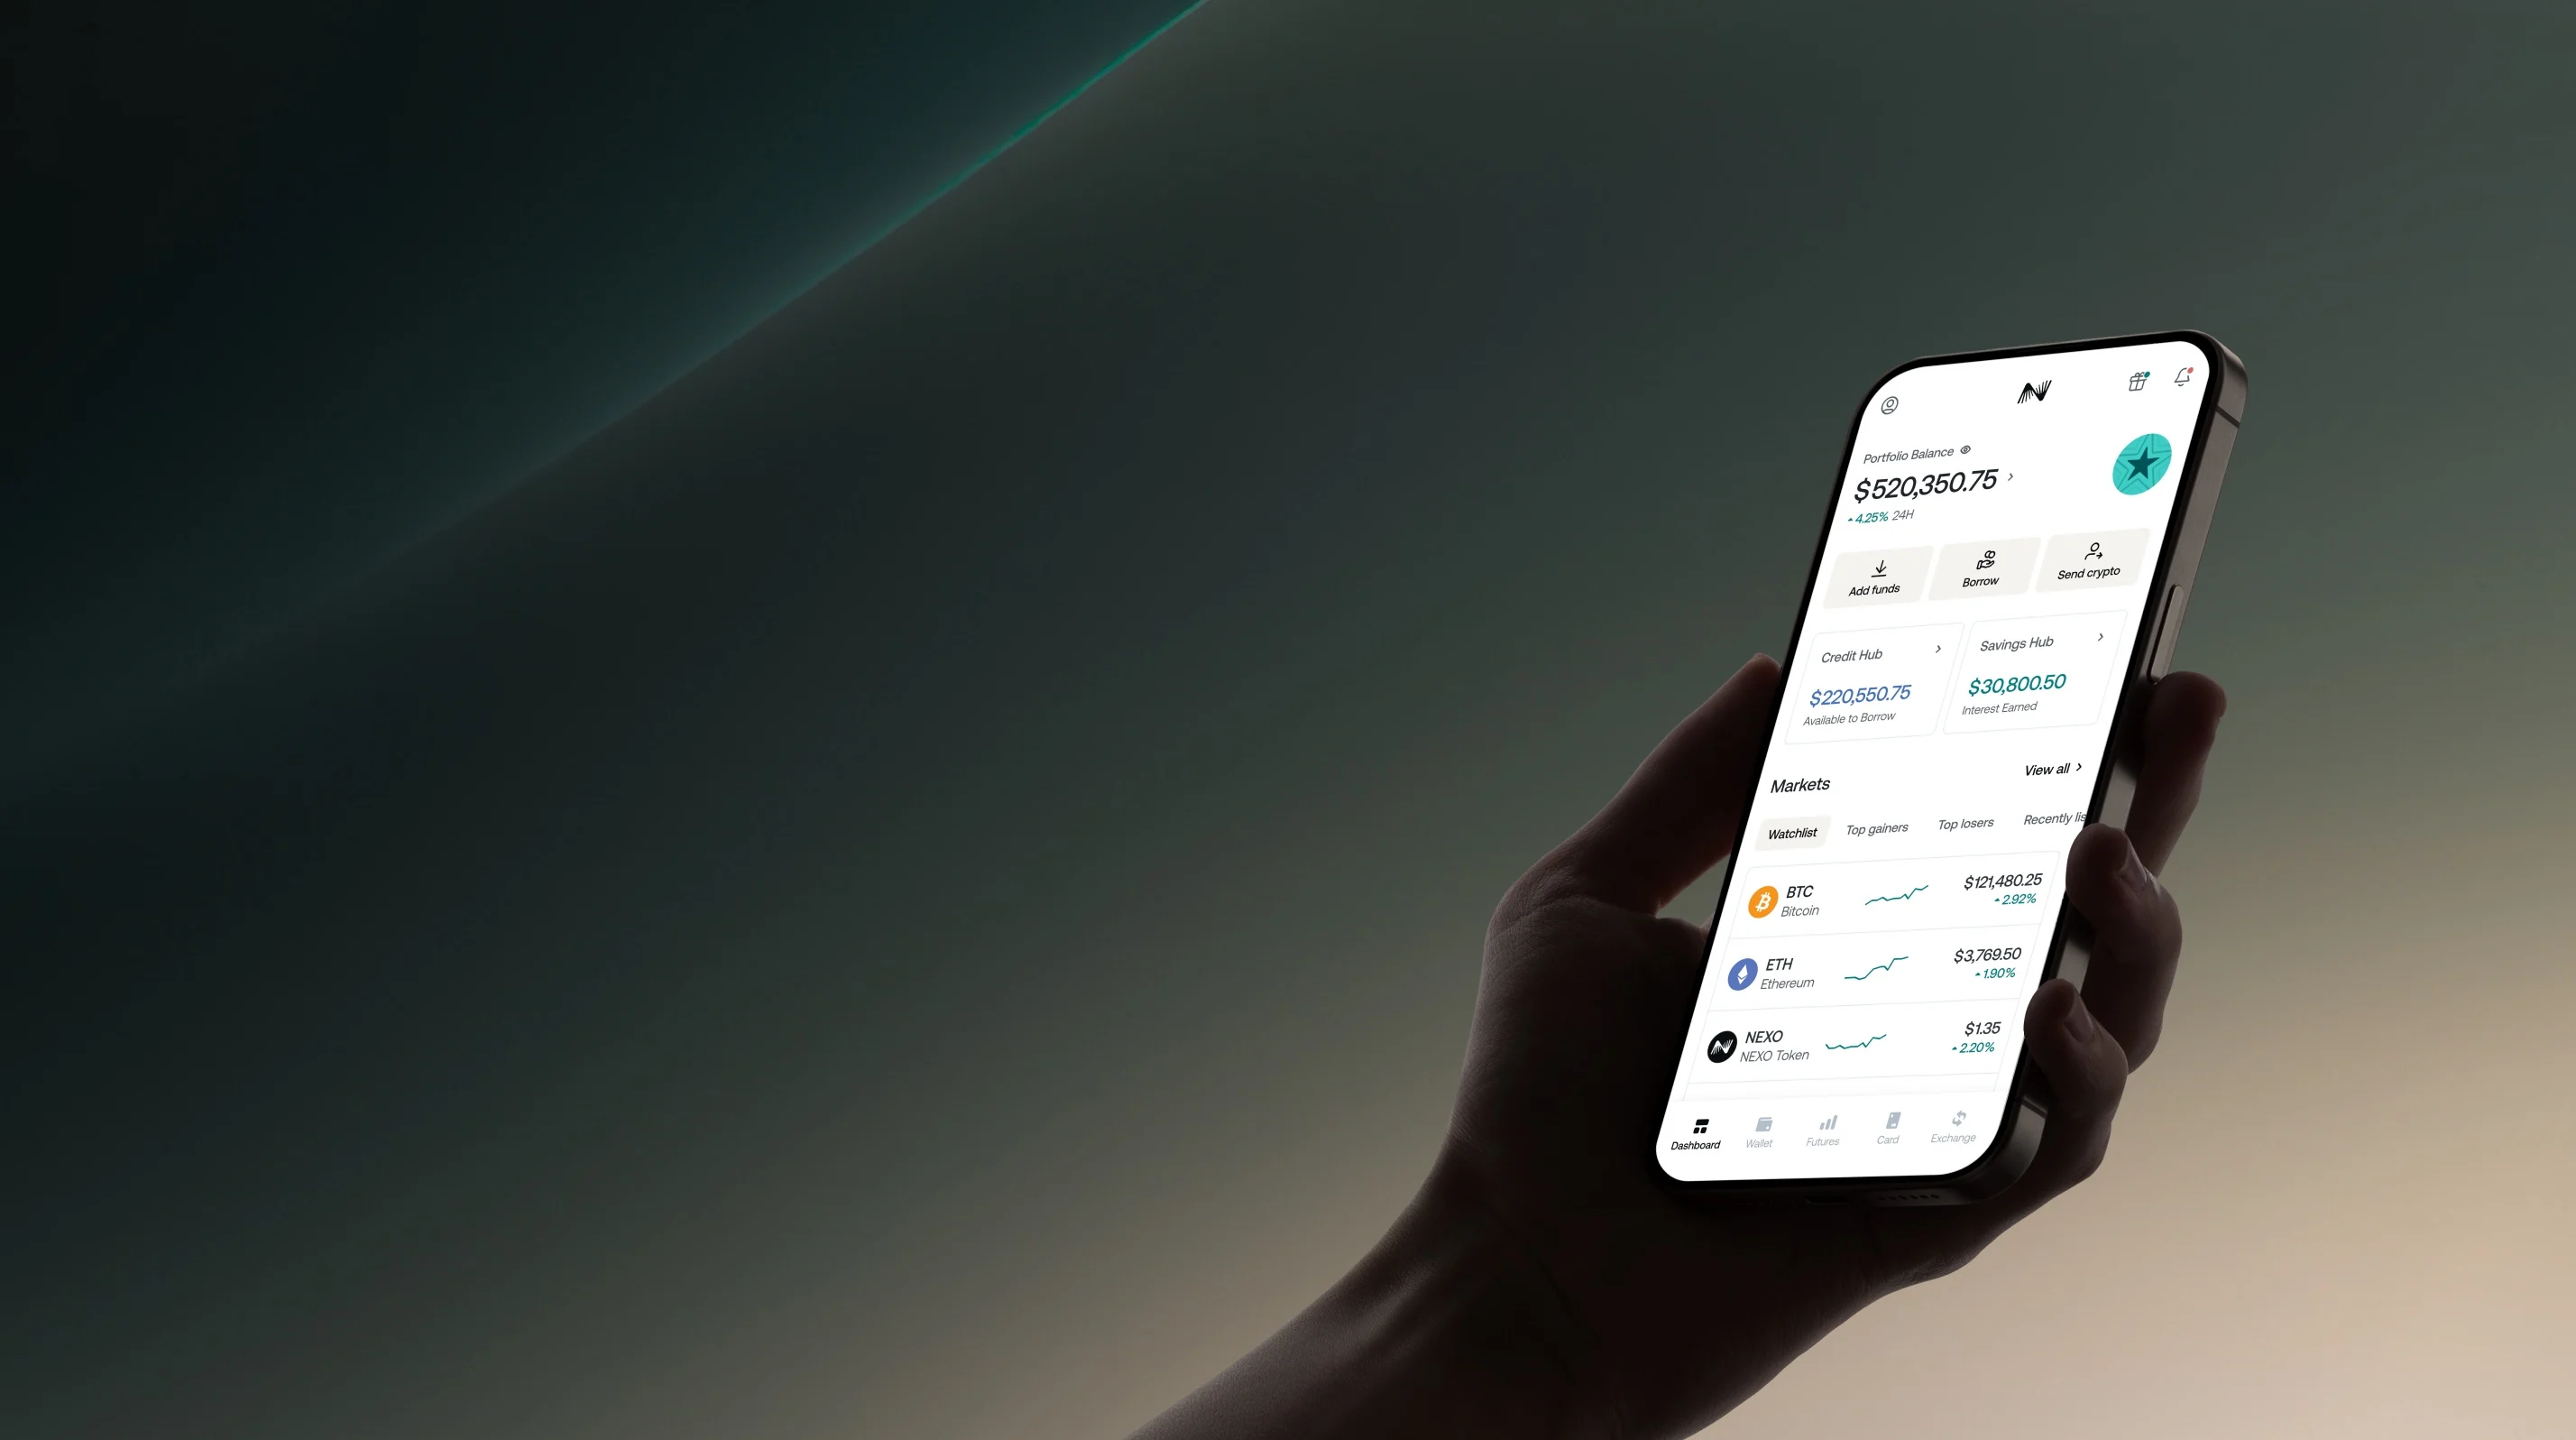 Portfolio Balance
$520,350.75
4.25% 24H
Add funds
Borrow
Send crypto
Credit Hub
$220,550.75
Available to Borrow
Savings Hub
$30,800.50
Interest Earned
Markets
View all
Watchlist
Top gainers
Top losers
Recently lis
BTC
Bitcoin
$121,480.25
2.92%
ETH
Ethereum
$3,769.50
1.90%
NEXO
NEXO Token
$1.35
2.20%
Dashboard
Wallet
Futures
Card
Exchange